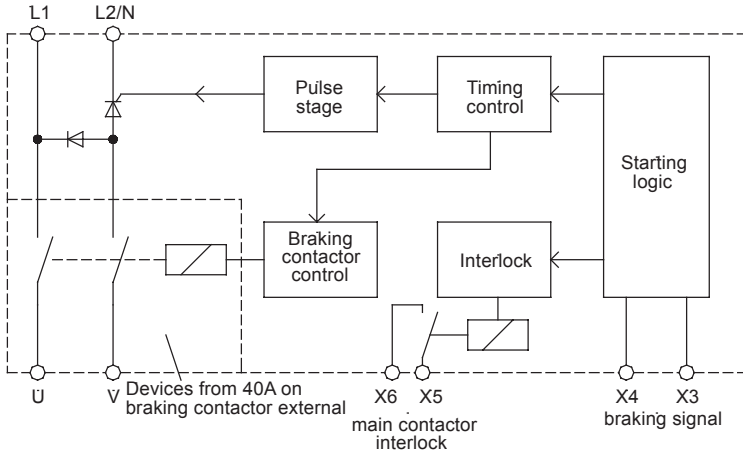 L1
L2/N
Pulse
stage
Timing
control
Starting
logic
Braking
contactor
control
Interlock
U
V
Devices from 40A on
braking contactor external
X6
X5
main contactor
interlock
X4
X3
braking signal